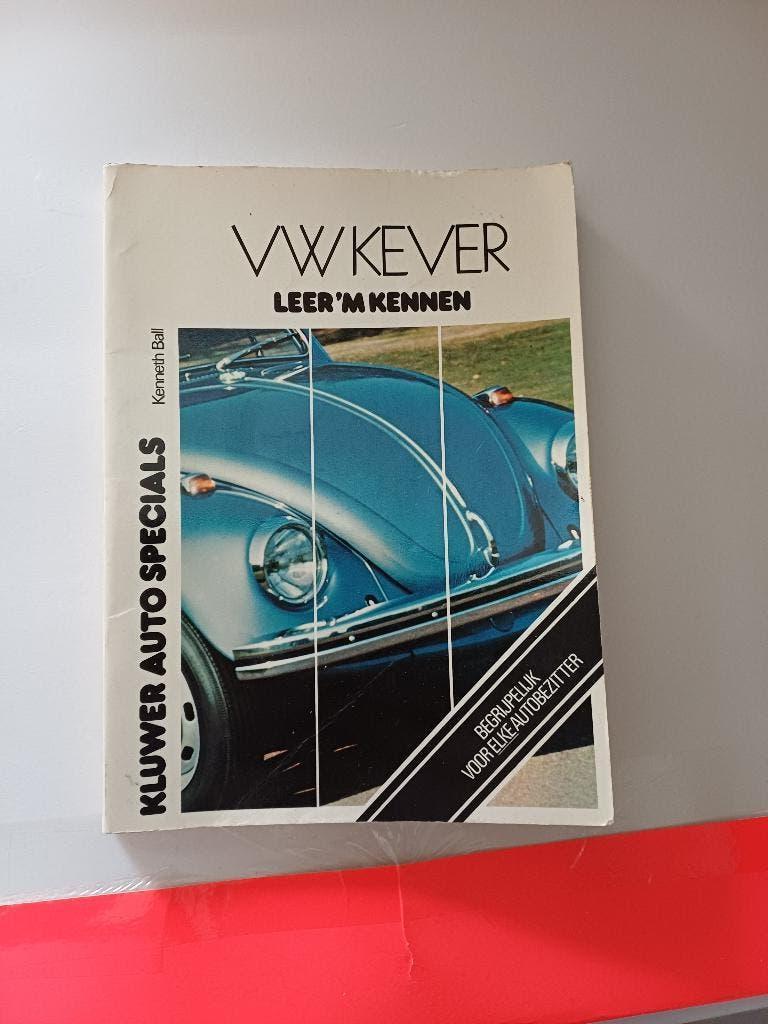 VW KEVER
LEER 'M KENNEN
Kenneth Ball
KLUWER AUTO SPECIALS
BEGRIJPELIJK
VOOR ELKE AUTOBEZITTER